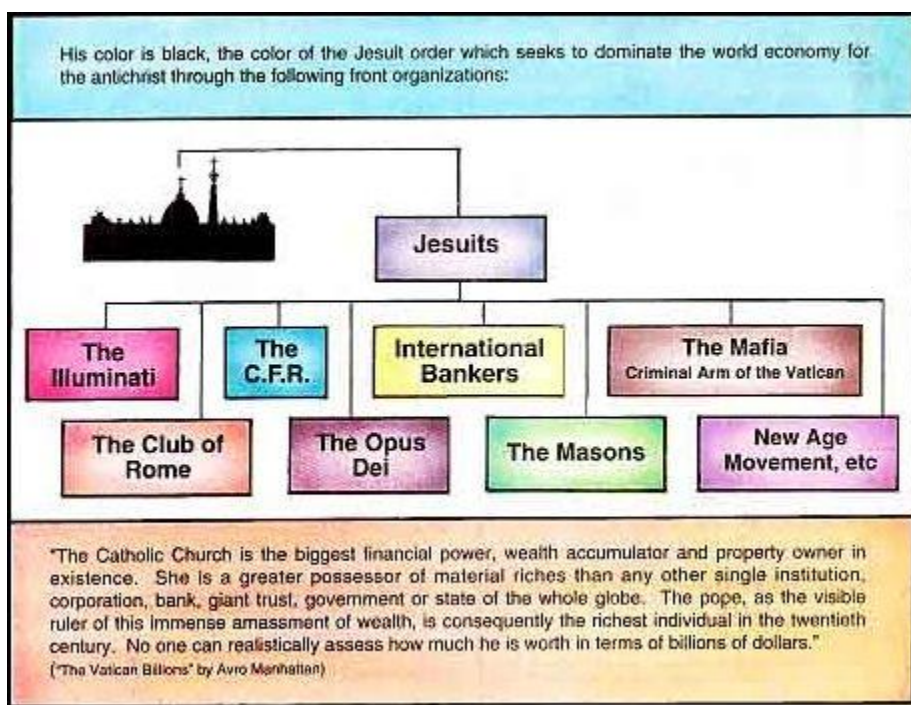 His color is black, the color of the Jesuit order which seeks to dominate the world economy for
the antichrist through the following front organizations:
Jesuits
The
Illuminati
The
C.F.R.
International
Bankers
The Mafia
Criminal Arm of the Vatican
The Club of
Rome
The Opus
Dei
The Masons
New Age
Movement, etc
"The Catholic Church is the biggest financial power, wealth accumulator and property owner in
existence. She is a greater possessor of material riches than any other single institution,
corporation, bank, giant trust, government or state of the whole globe. The pope, as the visible
ruler of this immense amassment of wealth, is consequently the richest individual in the twentieth
century. No one can realistically assess how much he is worth in terms of billions of dollars."
("The Vatican Billions" by Avro Manhattan)